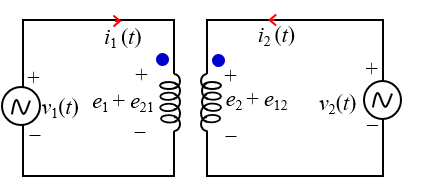 i₁(t) i₂(t)
+ + + +
v₁(t) e₁ + e₂₁ e₂ + e₁₂ v₂(t)
− − − −